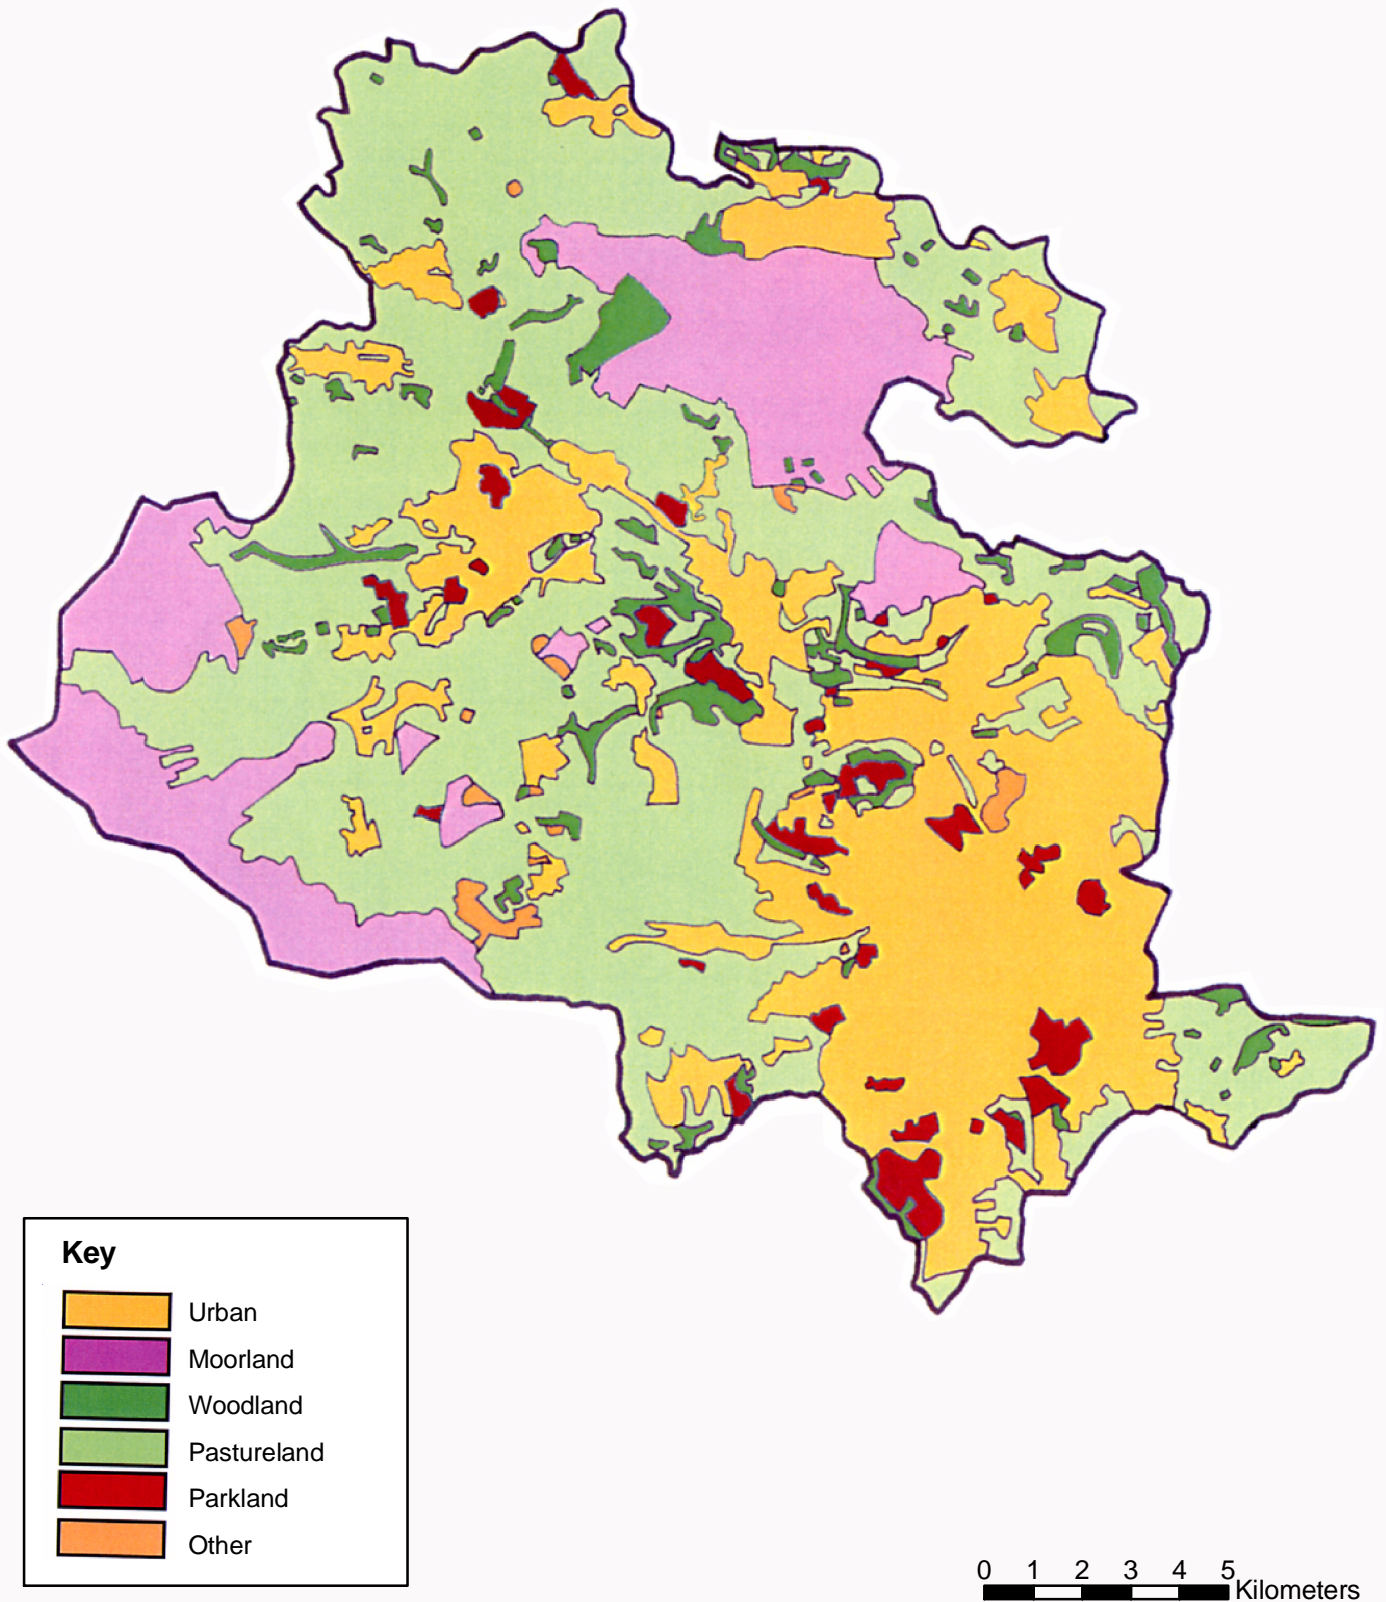 Key
Urban
Moorland
Woodland
Pastureland
Parkland
Other
0 1 2 3 4 5
Kilometers